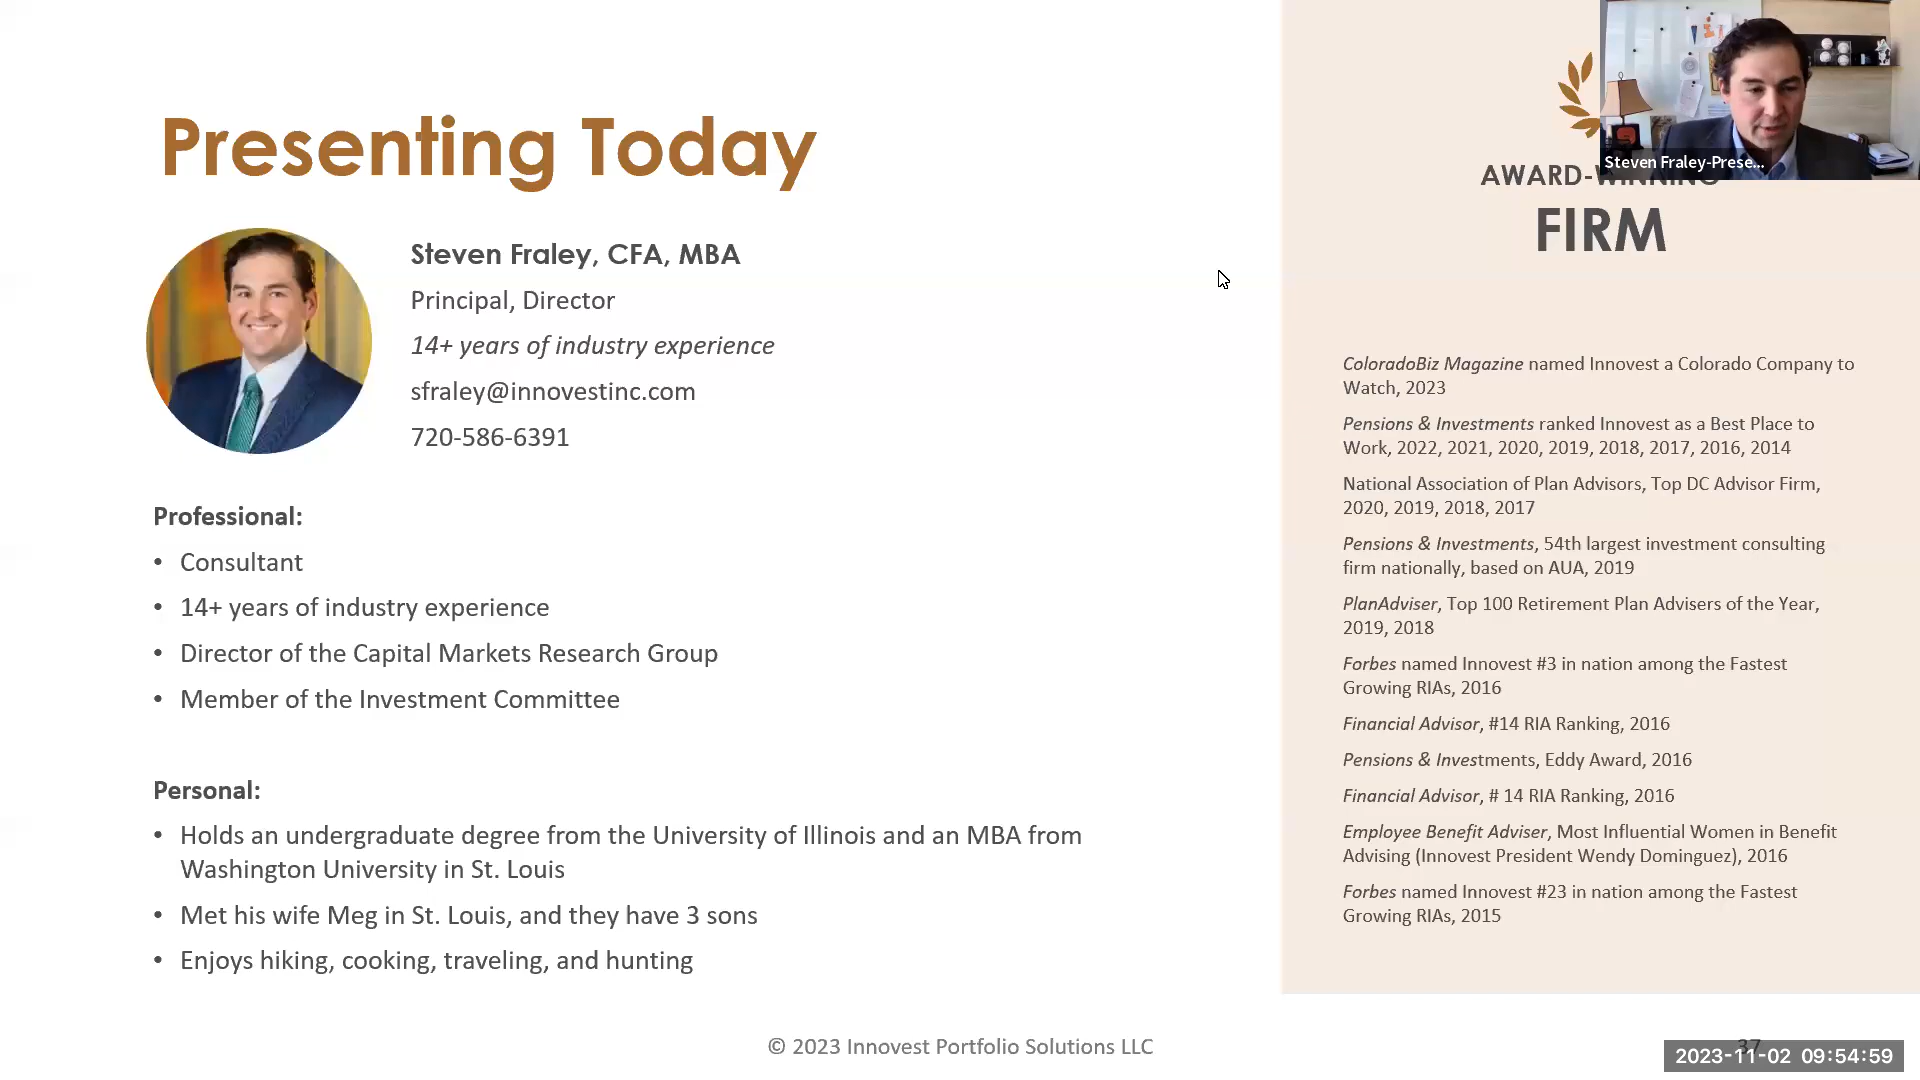 Presenting Today
Steven Fraley, CFA, MBA
Principal, Director
14+ years of industry experience
sfraley@innovestinc.com
720-586-6391
Professional:
• Consultant
• 14+ years of industry experience
• Director of the Capital Markets Research Group
• Member of the Investment Committee
Personal:
• Holds an undergraduate degree from the University of Illinois and an MBA from
Washington University in St. Louis
• Met his wife Meg in St. Louis, and they have 3 sons
• Enjoys hiking, cooking, traveling, and hunting
Steven Fraley-Prese...
AWARD-WINNING
FIRM
ColoradoBiz Magazine named Innovest a Colorado Company to
Watch, 2023
Pensions & Investments ranked Innovest as a Best Place to
Work, 2022, 2021, 2020, 2019, 2018, 2017, 2016, 2014
National Association of Plan Advisors, Top DC Advisor Firm,
2020, 2019, 2018, 2017
Pensions & Investments, 54th largest investment consulting
firm nationally, based on AUA, 2019
PlanAdviser, Top 100 Retirement Plan Advisers of the Year,
2019, 2018
Forbes named Innovest #3 in nation among the Fastest
Growing RIAs, 2016
Financial Advisor, #14 RIA Ranking, 2016
Pensions & Investments, Eddy Award, 2016
Financial Advisor, # 14 RIA Ranking, 2016
Employee Benefit Adviser, Most Influential Women in Benefit
Advising (Innovest President Wendy Dominguez), 2016
Forbes named Innovest #23 in nation among the Fastest
Growing RIAs, 2015
© 2023 Innovest Portfolio Solutions LLC
37
2023-11-02 09:54:59